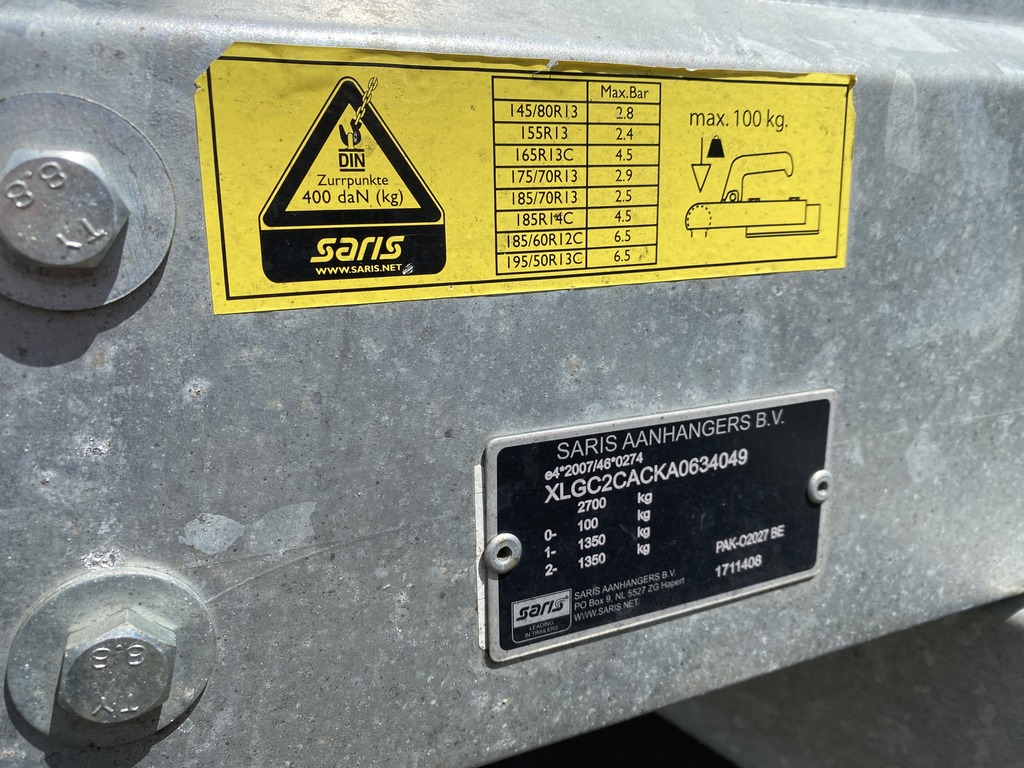 8.8
TY
DIN
Zurrpunkte
400 daN (kg)
saris
WWW.SARIS.NET
Max.Bar
145/80R13 2.8
155R13 2.4
165R13C 4.5
175/70R13 2.9
185/70R13 2.5
185R14C 4.5
185/60R12C 6.5
195/50R13C 6.5
max. 100 kg.
SARIS AANHANGERS B.V.
e4*2007/46*0274
XLGC2CACKA0634049
2700 kg
0- 100 kg
1- 1350 kg
2- 1350 kg
PAK-O2027 BE
1711408
saris
LEADING
IN TRAILERS
SARIS AANHANGERS B.V.
PO Box 9, NL 5527 ZG Hapert
WWW.SARIS.NET
8.8
TY